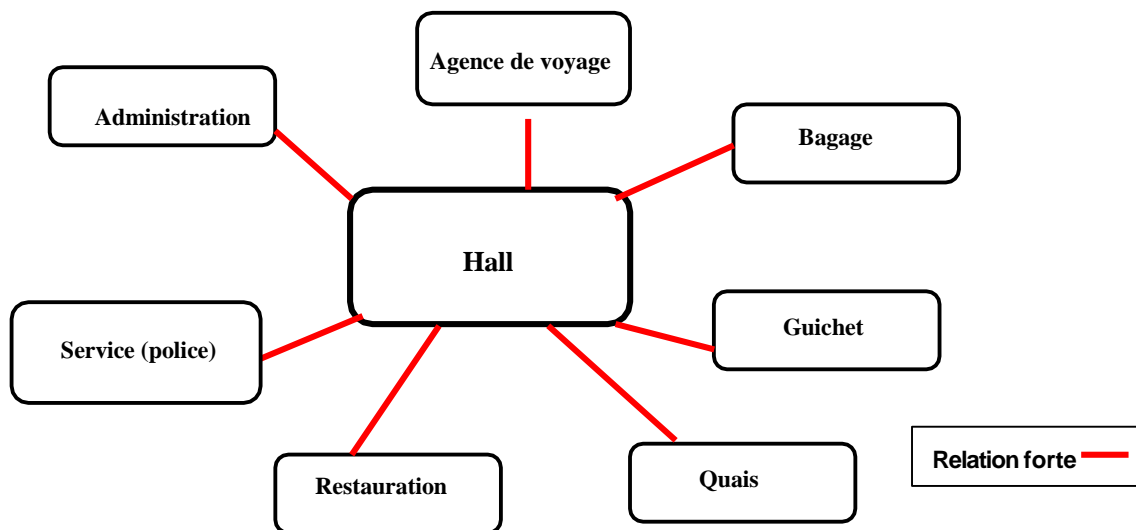 Agence de voyage
Administration
Bagage
Hall
Guichet
Service (police)
Restauration
Quais
Relation forte